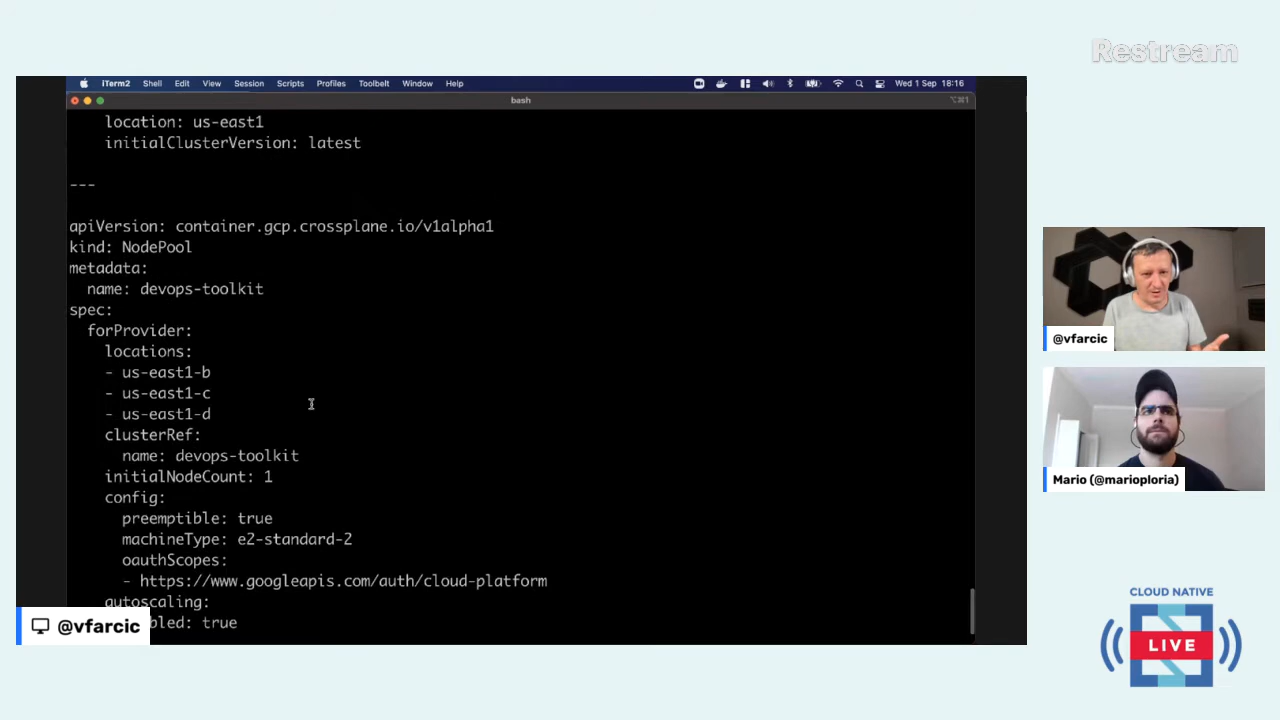 Restream
iTerm2 Shell Edit View Session Scripts Profiles Toolbelt Window Help Wed 1 Sep 18:16
bash ⌥⌘1
location: us-east1
initialClusterVersion: latest
---
apiVersion: container.gcp.crossplane.io/v1alpha1
kind: NodePool
metadata:
name: devops-toolkit
spec:
forProvider:
locations:
- us-east1-b
- us-east1-c
- us-east1-d
clusterRef:
name: devops-toolkit
initialNodeCount: 1
config:
preemptible: true
machineType: e2-standard-2
oauthScopes:
- https://www.googleapis.com/auth/cloud-platform
autoscaling:
bled: true
@vfarcic
@vfarcic
Mario (@marioploria)
CLOUD NATIVE
LIVE